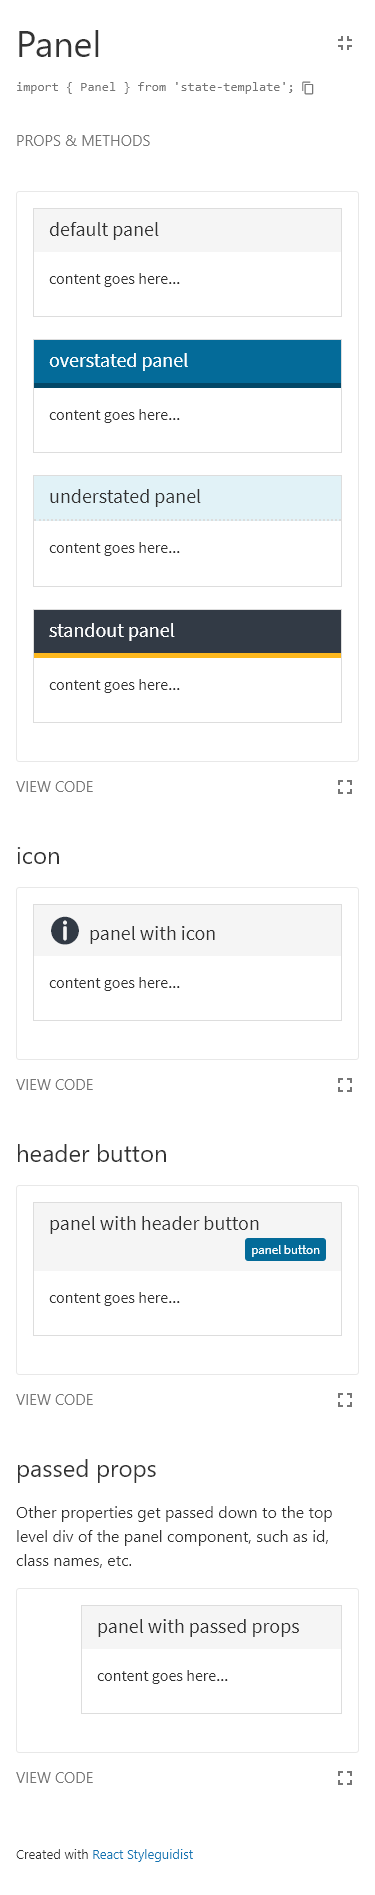 Panel
import { Panel } from 'state-template';
PROPS & METHODS
default panel
content goes here...
overstated panel
content goes here...
understated panel
content goes here...
standout panel
content goes here...
VIEW CODE
icon
panel with icon
content goes here...
VIEW CODE
header button
panel with header button
panel button
content goes here...
VIEW CODE
passed props
Other properties get passed down to the top
level div of the panel component, such as id,
class names, etc.
panel with passed props
content goes here...
VIEW CODE
Created with React Styleguidist